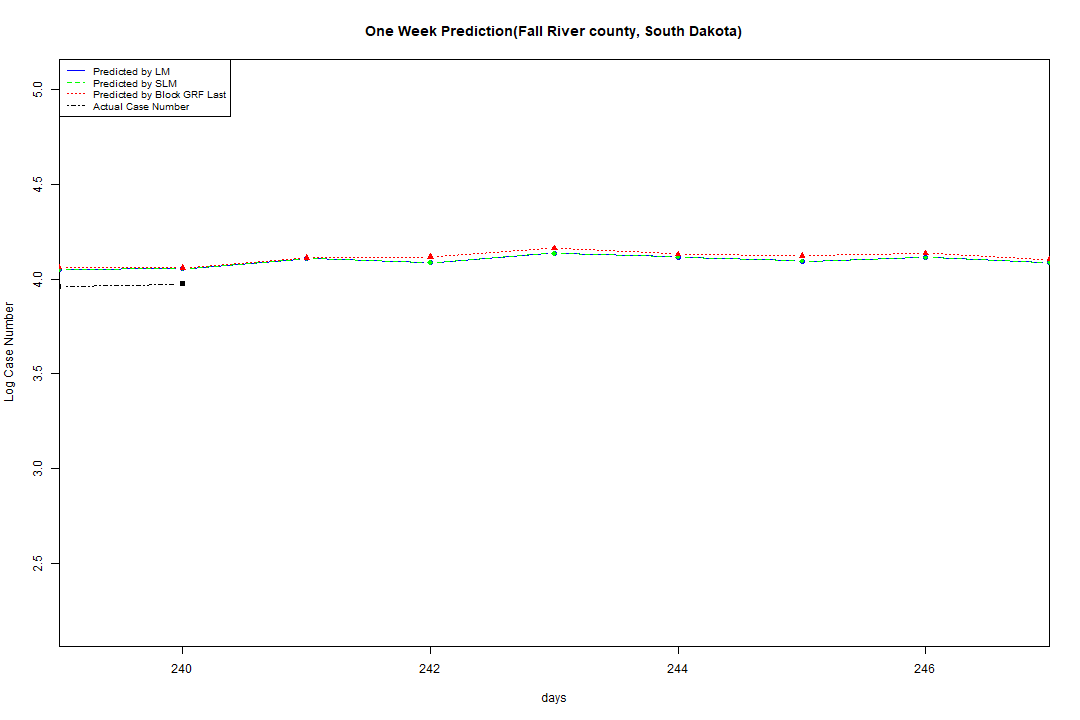 One Week Prediction(Fall River county, South Dakota)
Predicted by LM
Predicted by SLM
Predicted by Block GRF Last
Actual Case Number
5.0
4.5
4.0
3.5
3.0
2.5
Log Case Number
240 242 244 246
days